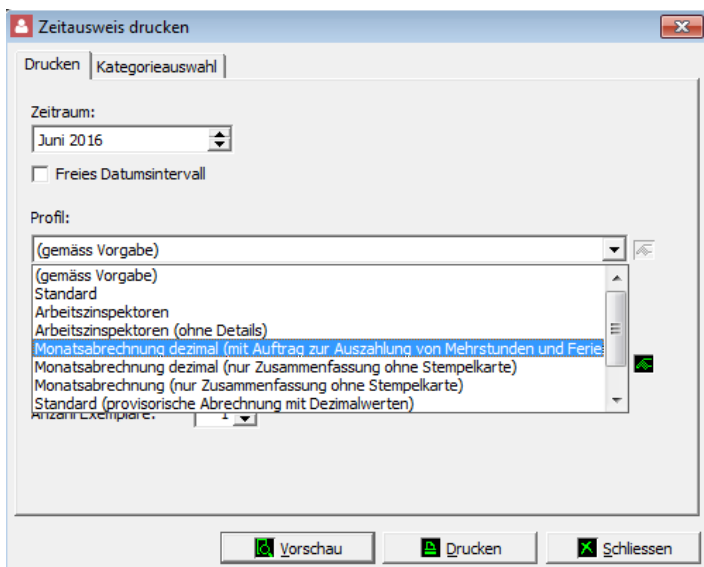 Zeitausweis drucken
Drucken
Kategorieauswahl
Zeitraum:
Juni 2016
Freies Datumsintervall
Profil:
(gemäss Vorgabe)
(gemäss Vorgabe)
Standard
Arbeitszinspektoren
Arbeitszinspektoren (ohne Details)
Monatsabrechnung dezimal (mit Auftrag zur Auszahlung von Mehrstunden und Ferie
Monatsabrechnung dezimal (nur Zusammenfassung ohne Stempelkarte)
Monatsabrechnung (nur Zusammenfassung ohne Stempelkarte)
Standard (provisorische Abrechnung mit Dezimalwerten)
Anzahl Exemplare: 1
Vorschau
Drucken
Schliessen